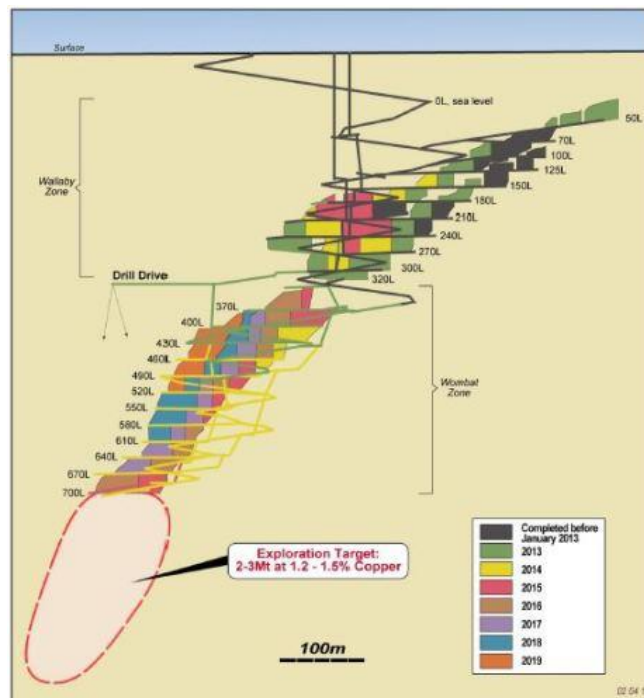 Surface
0L, sea level
50L
70L
100L
125L
150L
180L
210L
240L
270L
300L
320L
Wallaby
Zone
Drill Drive
370L
400L
430L
460L
490L
520L
550L
580L
610L
640L
670L
700L
Wombat
Zone
Exploration Target:
2-3Mt at 1.2 - 1.5% Copper
100m
Completed before
January 2013
2013
2014
2015
2016
2017
2018
2019